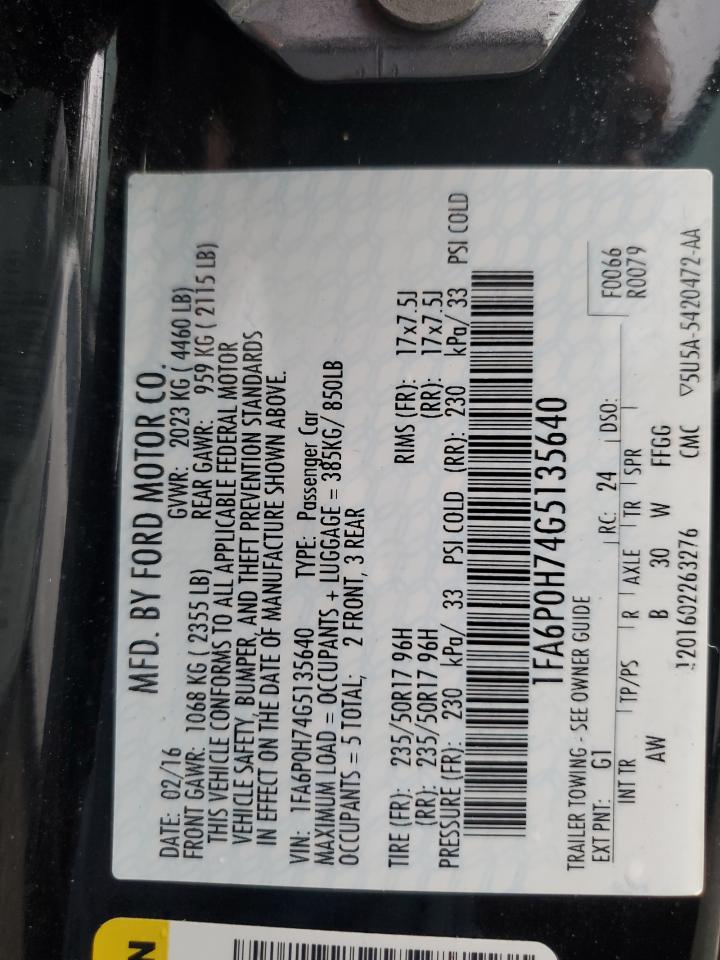 MFD. BY FORD MOTOR CO.
DATE: 02/16 GVWR: 2023 KG ( 4460 LB)
FRONT GAWR: 1068 KG ( 2355 LB) REAR GAWR: 959 KG ( 2115 LB)
THIS VEHICLE CONFORMS TO ALL APPLICABLE FEDERAL MOTOR
VEHICLE SAFETY, BUMPER, AND THEFT PREVENTION STANDARDS
IN EFFECT ON THE DATE OF MANUFACTURE SHOWN ABOVE.
VIN: 1FA6P0H74G5135640 TYPE: Passenger Car
MAXIMUM LOAD = OCCUPANTS + LUGGAGE = 385KG/ 850LB
OCCUPANTS = 5 TOTAL; 2 FRONT, 3 REAR
TIRE (FR): 235/50R17 96H RIMS (FR): 17x7.5J
(RR): 235/50R17 96H (RR): 17x7.5J
PRESSURE (FR): 230 kPa/ 33 PSI COLD (RR): 230 kPa/ 33 PSI COLD
1FA6P0H74G5135640
TRAILER TOWING - SEE OWNER GUIDE F0066
EXT PNT: G1 RC: 24 DSO: R0079
INT TR TP/PS R AXLE TR SPR
AW B 30 W FFGG
1201602263276 CMC ▽5U5A-5420472-AA
N